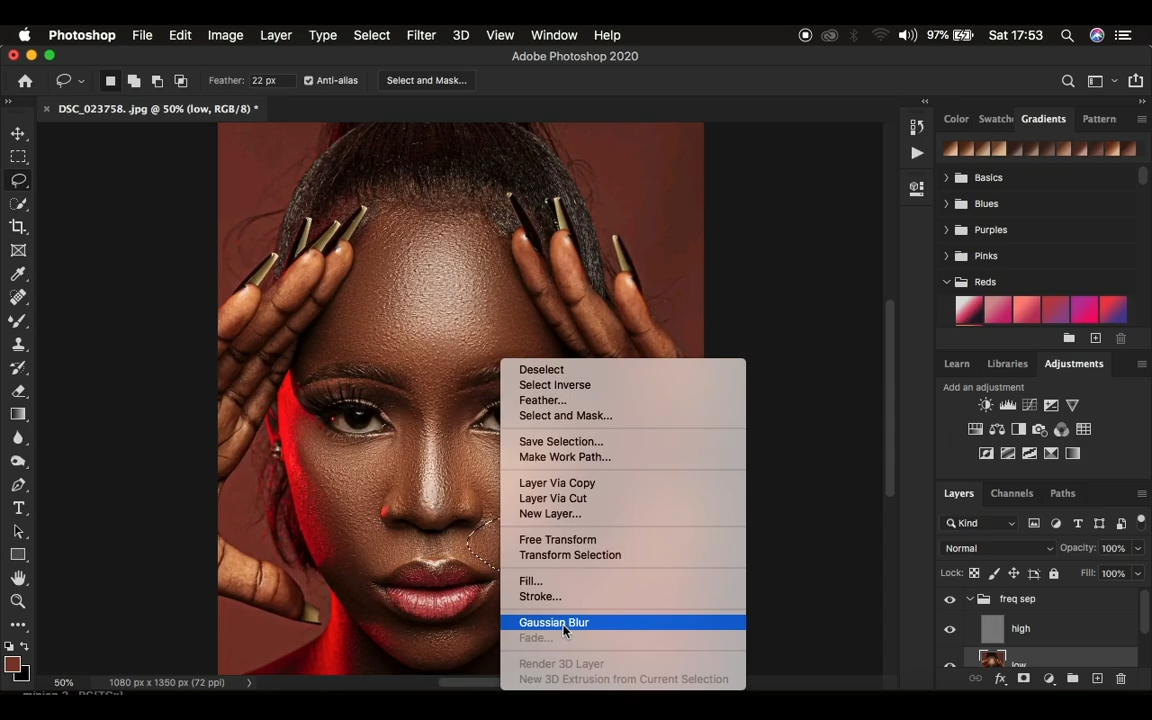 Photoshop File Edit Image Layer Type Select Filter 3D View Window Help 97% Sat 17:53
Adobe Photoshop 2020
Feather: 22 px Anti-alias Select and Mask...
DSC_023758. .jpg @ 50% (low, RGB/8) *
Color Swatche Gradients Pattern
Basics
Blues
Purples
Pinks
Reds
Learn Libraries Adjustments
Add an adjustment
Deselect
Select Inverse
Feather...
Select and Mask...
Save Selection...
Make Work Path...
Layer Via Copy
Layer Via Cut
New Layer...
Free Transform
Transform Selection
Fill...
Stroke...
Gaussian Blur
Fade...
Render 3D Layer
New 3D Extrusion from Current Selection
Layers Channels Paths
Kind
Normal Opacity: 100%
Lock: Fill: 100%
freq sep
high
low
50% 1080 px x 1350 px (72 ppi)